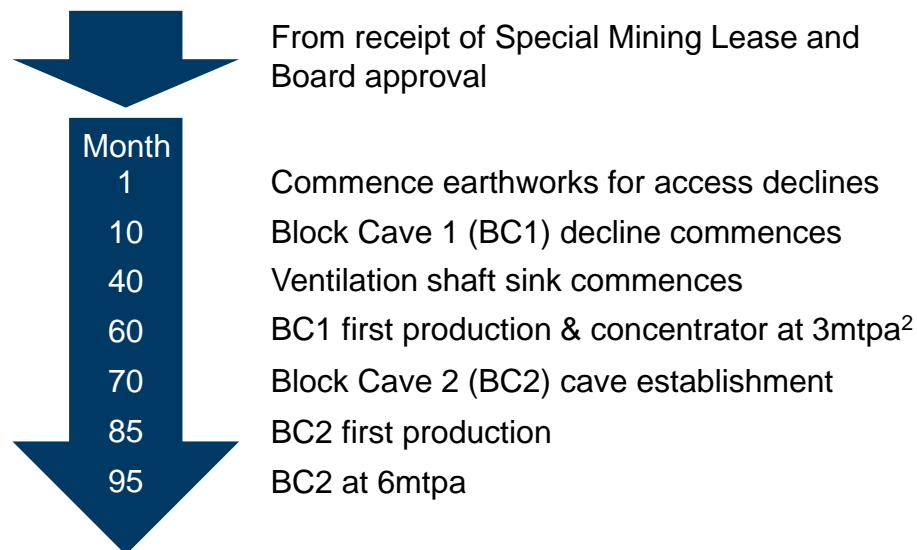 From receipt of Special Mining Lease and
Board approval
Month
1 Commence earthworks for access declines
10 Block Cave 1 (BC1) decline commences
40 Ventilation shaft sink commences
60 BC1 first production & concentrator at 3mtpa²
70 Block Cave 2 (BC2) cave establishment
85 BC2 first production
95 BC2 at 6mtpa